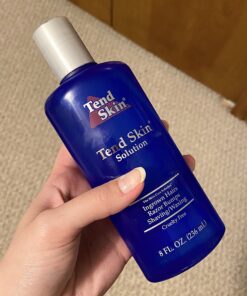 Tend
Skin
Tend Skin
Solution
Ingrown Hairs
Razor Bumps
Shaving/Waxing
Cruelty Free
8 FL. OZ. (236 ml)